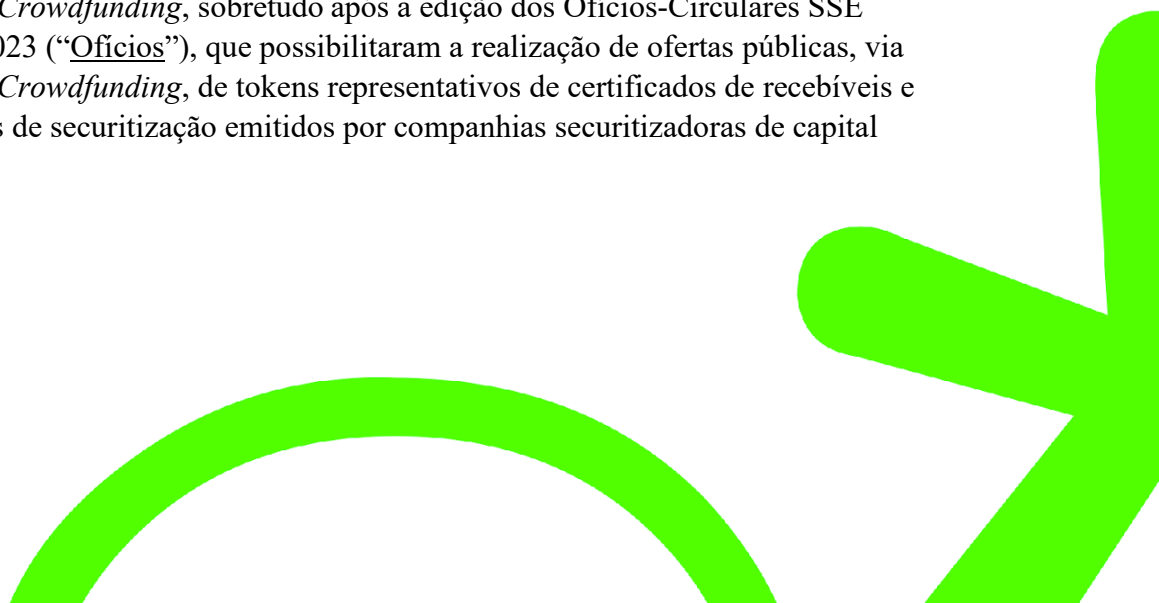 Crowdfunding, sobretudo após a edição dos Ofícios-Circulares SSE
023 (“Ofícios”), que possibilitaram a realização de ofertas públicas, via
Crowdfunding, de tokens representativos de certificados de recebíveis e
de securitização emitidos por companhias securitizadoras de capital